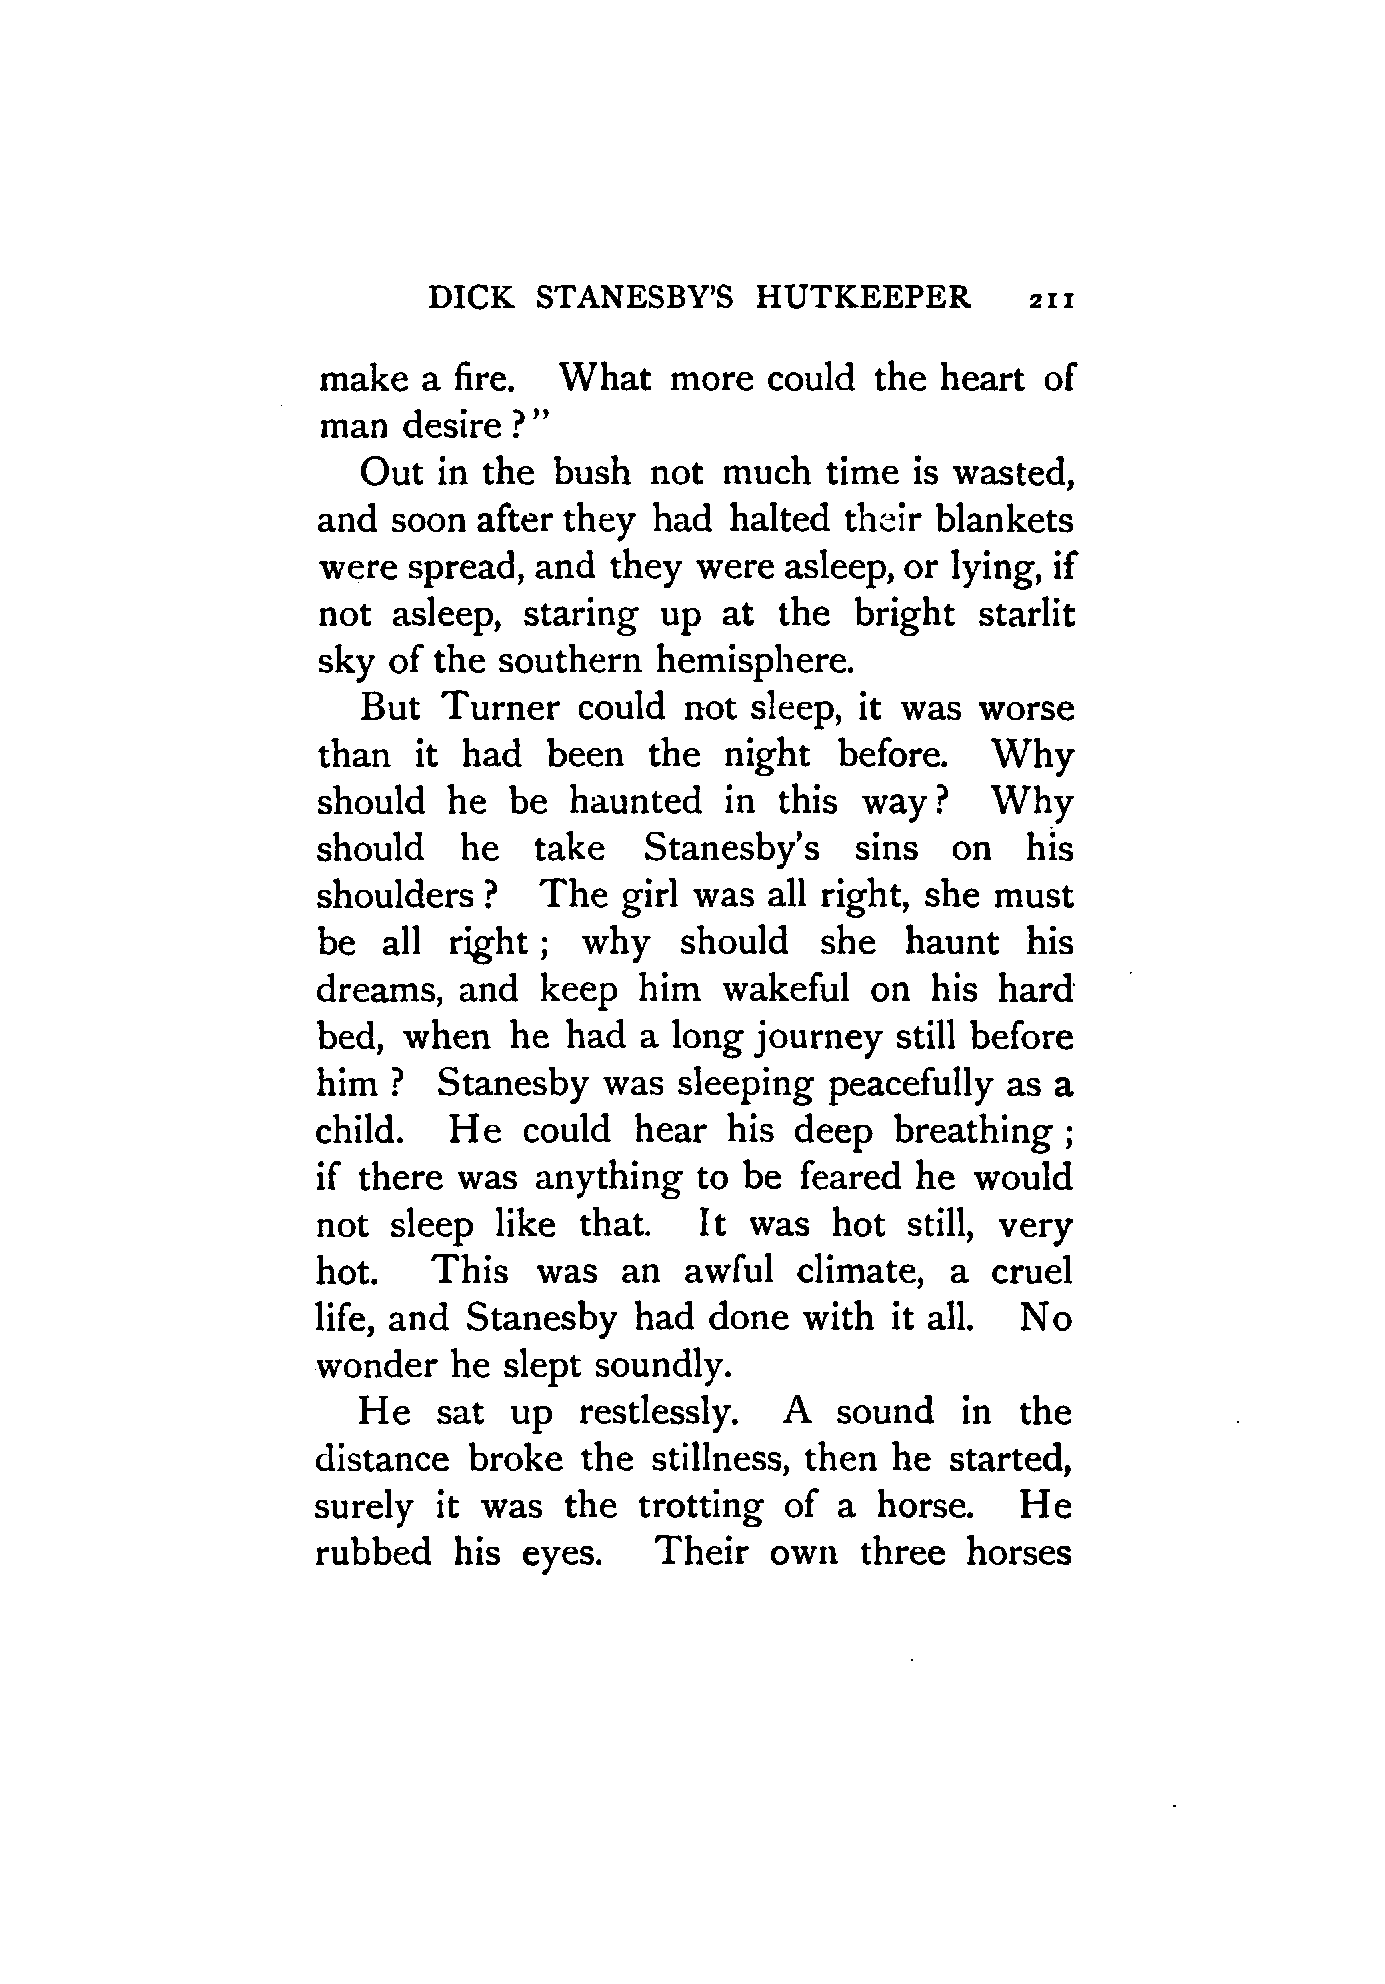 DICK STANESBY'S HUTKEEPER 211
make a fire. What more could the heart of
man desire ?"
Out in the bush not much time is wasted,
and soon after they had halted their blankets
were spread, and they were asleep, or lying, if
not asleep, staring up at the bright starlit
sky of the southern hemisphere.
But Turner could not sleep, it was worse
than it had been the night before. Why
should he be haunted in this way? Why
should he take Stanesby's sins on his
shoulders ? The girl was all right, she must
be all right ; why should she haunt his
dreams, and keep him wakeful on his hard
bed, when he had a long journey still before
him ? Stanesby was sleeping peacefully as a
child. He could hear his deep breathing ;
if there was anything to be feared he would
not sleep like that. It was hot still, very
hot. This was an awful climate, a cruel
life, and Stanesby had done with it all. No
wonder he slept soundly.
He sat up restlessly. A sound in the
distance broke the stillness, then he started,
surely it was the trotting of a horse. He
rubbed his eyes. Their own three horses